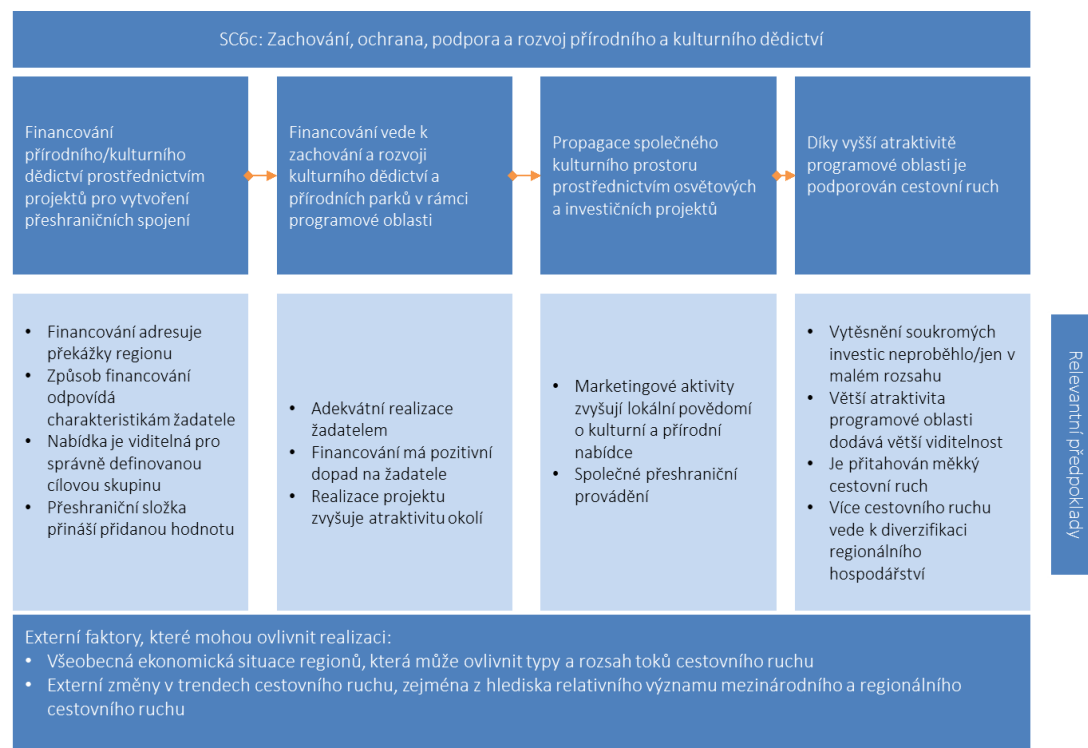 SC6c: Zachování, ochrana, podpora a rozvoj přírodního a kulturního dědictví
Financování
přírodního/kulturního
dědictví prostřednictvím
projektů pro vytvoření
přeshraničních spojení
Financování vede k
zachování a rozvoji
kulturního dědictví a
přírodních parků v rámci
programové oblasti
Propagace společného
kulturního prostoru
prostřednictvím osvětových
a investičních projektů
Díky vyšší atraktivitě
programové oblasti je
podporován cestovní ruch
• Financování adresuje
překážky regionu
• Způsob financování
odpovídá
charakteristikám žadatele
• Nabídka je viditelná pro
správně definovanou
cílovou skupinu
• Přeshraniční složka
přináší přidanou hodnotu
• Adekvátní realizace
žadatelem
• Financování má pozitivní
dopad na žadatele
• Realizace projektu
zvyšuje atraktivitu okolí
• Marketingové aktivity
zvyšují lokální povědomí
o kulturní a přírodní
nabídce
• Společné přeshraniční
provádění
• Vytěsnění soukromých
investic neproběhlo/jen v
malém rozsahu
• Větší atraktivita
programové oblasti
dodává větší viditelnost
• Je přitahován měkký
cestovní ruch
• Více cestovního ruchu
vede k diverzifikaci
regionálního
hospodářství
Relevantní předpoklady
Externí faktory, které mohou ovlivnit realizaci:
• Všeobecná ekonomická situace regionů, která může ovlivnit typy a rozsah toků cestovního ruchu
• Externí změny v trendech cestovního ruchu, zejména z hlediska relativního významu mezinárodního a regionálního
cestovního ruchu